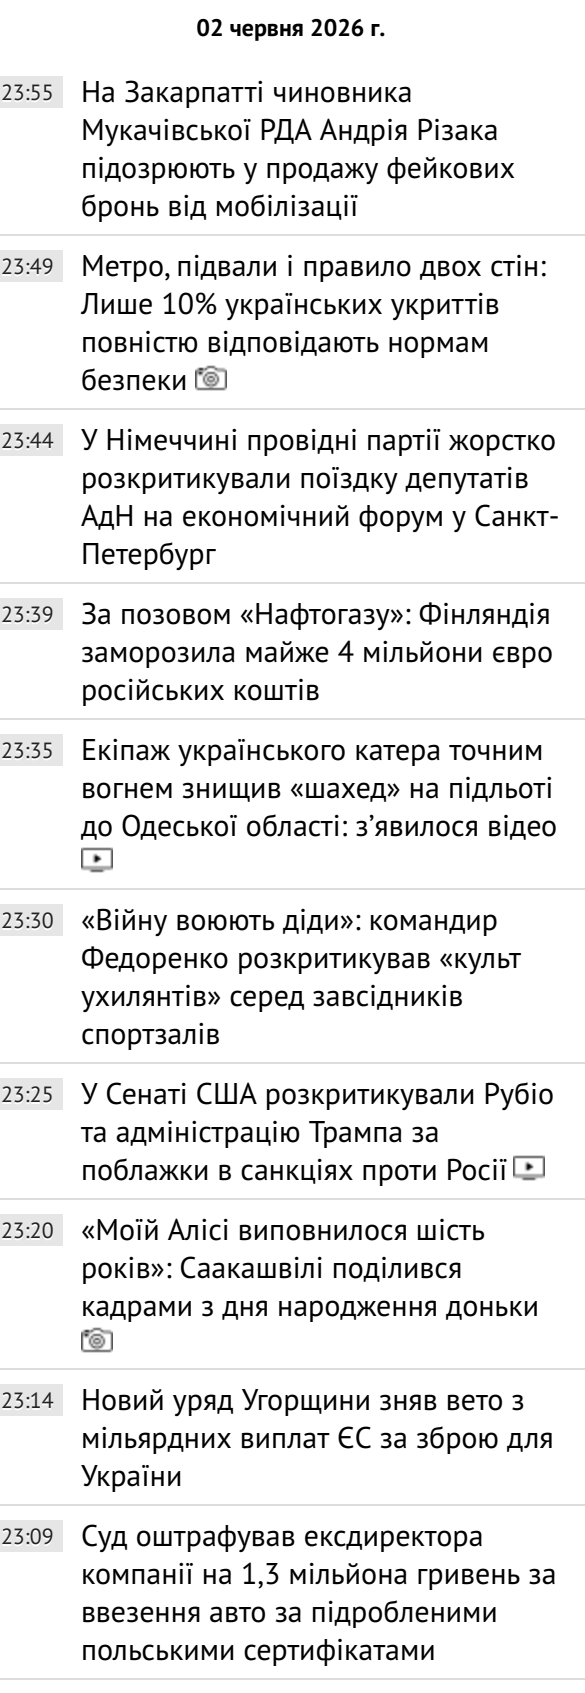 02 червня 2026 г.
23:55 На Закарпатті чиновника
Мукачівської РДА Андрія Різака
підозрюють у продажу фейкових
бронь від мобілізації
23:49 Метро, підвали і правило двох стін:
Лише 10% українських укриттів
повністю відповідають нормам
безпеки
23:44 У Німеччині провідні партії жорстко
розкритикували поїздку депутатів
АдН на економічний форум у Санкт-
Петербург
23:39 За позовом «Нафтогазу»: Фінляндія
заморозила майже 4 мільйони євро
російських коштів
23:35 Екіпаж українського катера точним
вогнем знищив «шахед» на підльоті
до Одеської області: з’явилося відео
23:30 «Війну воюють діди»: командир
Федоренко розкритикував «культ
ухилянтів» серед завсідників
спортзалів
23:25 У Сенаті США розкритикували Рубіо
та адміністрацію Трампа за
поблажки в санкціях проти Росії
23:20 «Моїй Алісі виповнилося шість
років»: Саакашвілі поділився
кадрами з дня народження доньки
23:14 Новий уряд Угорщини зняв вето з
мільярдних виплат ЄС за зброю для
України
23:09 Суд оштрафував ексдиректора
компанії на 1,3 мільйона гривень за
ввезення авто за підробленими
польськими сертифікатами